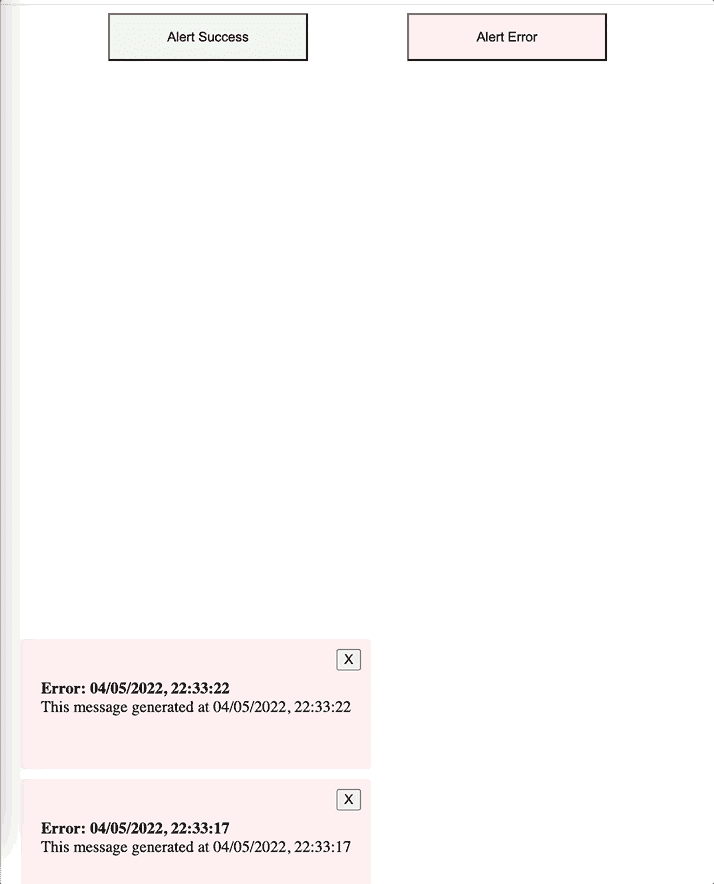 Alert Success
Alert Error
X
Error: 04/05/2022, 22:33:22
This message generated at 04/05/2022, 22:33:22
X
Error: 04/05/2022, 22:33:17
This message generated at 04/05/2022, 22:33:17